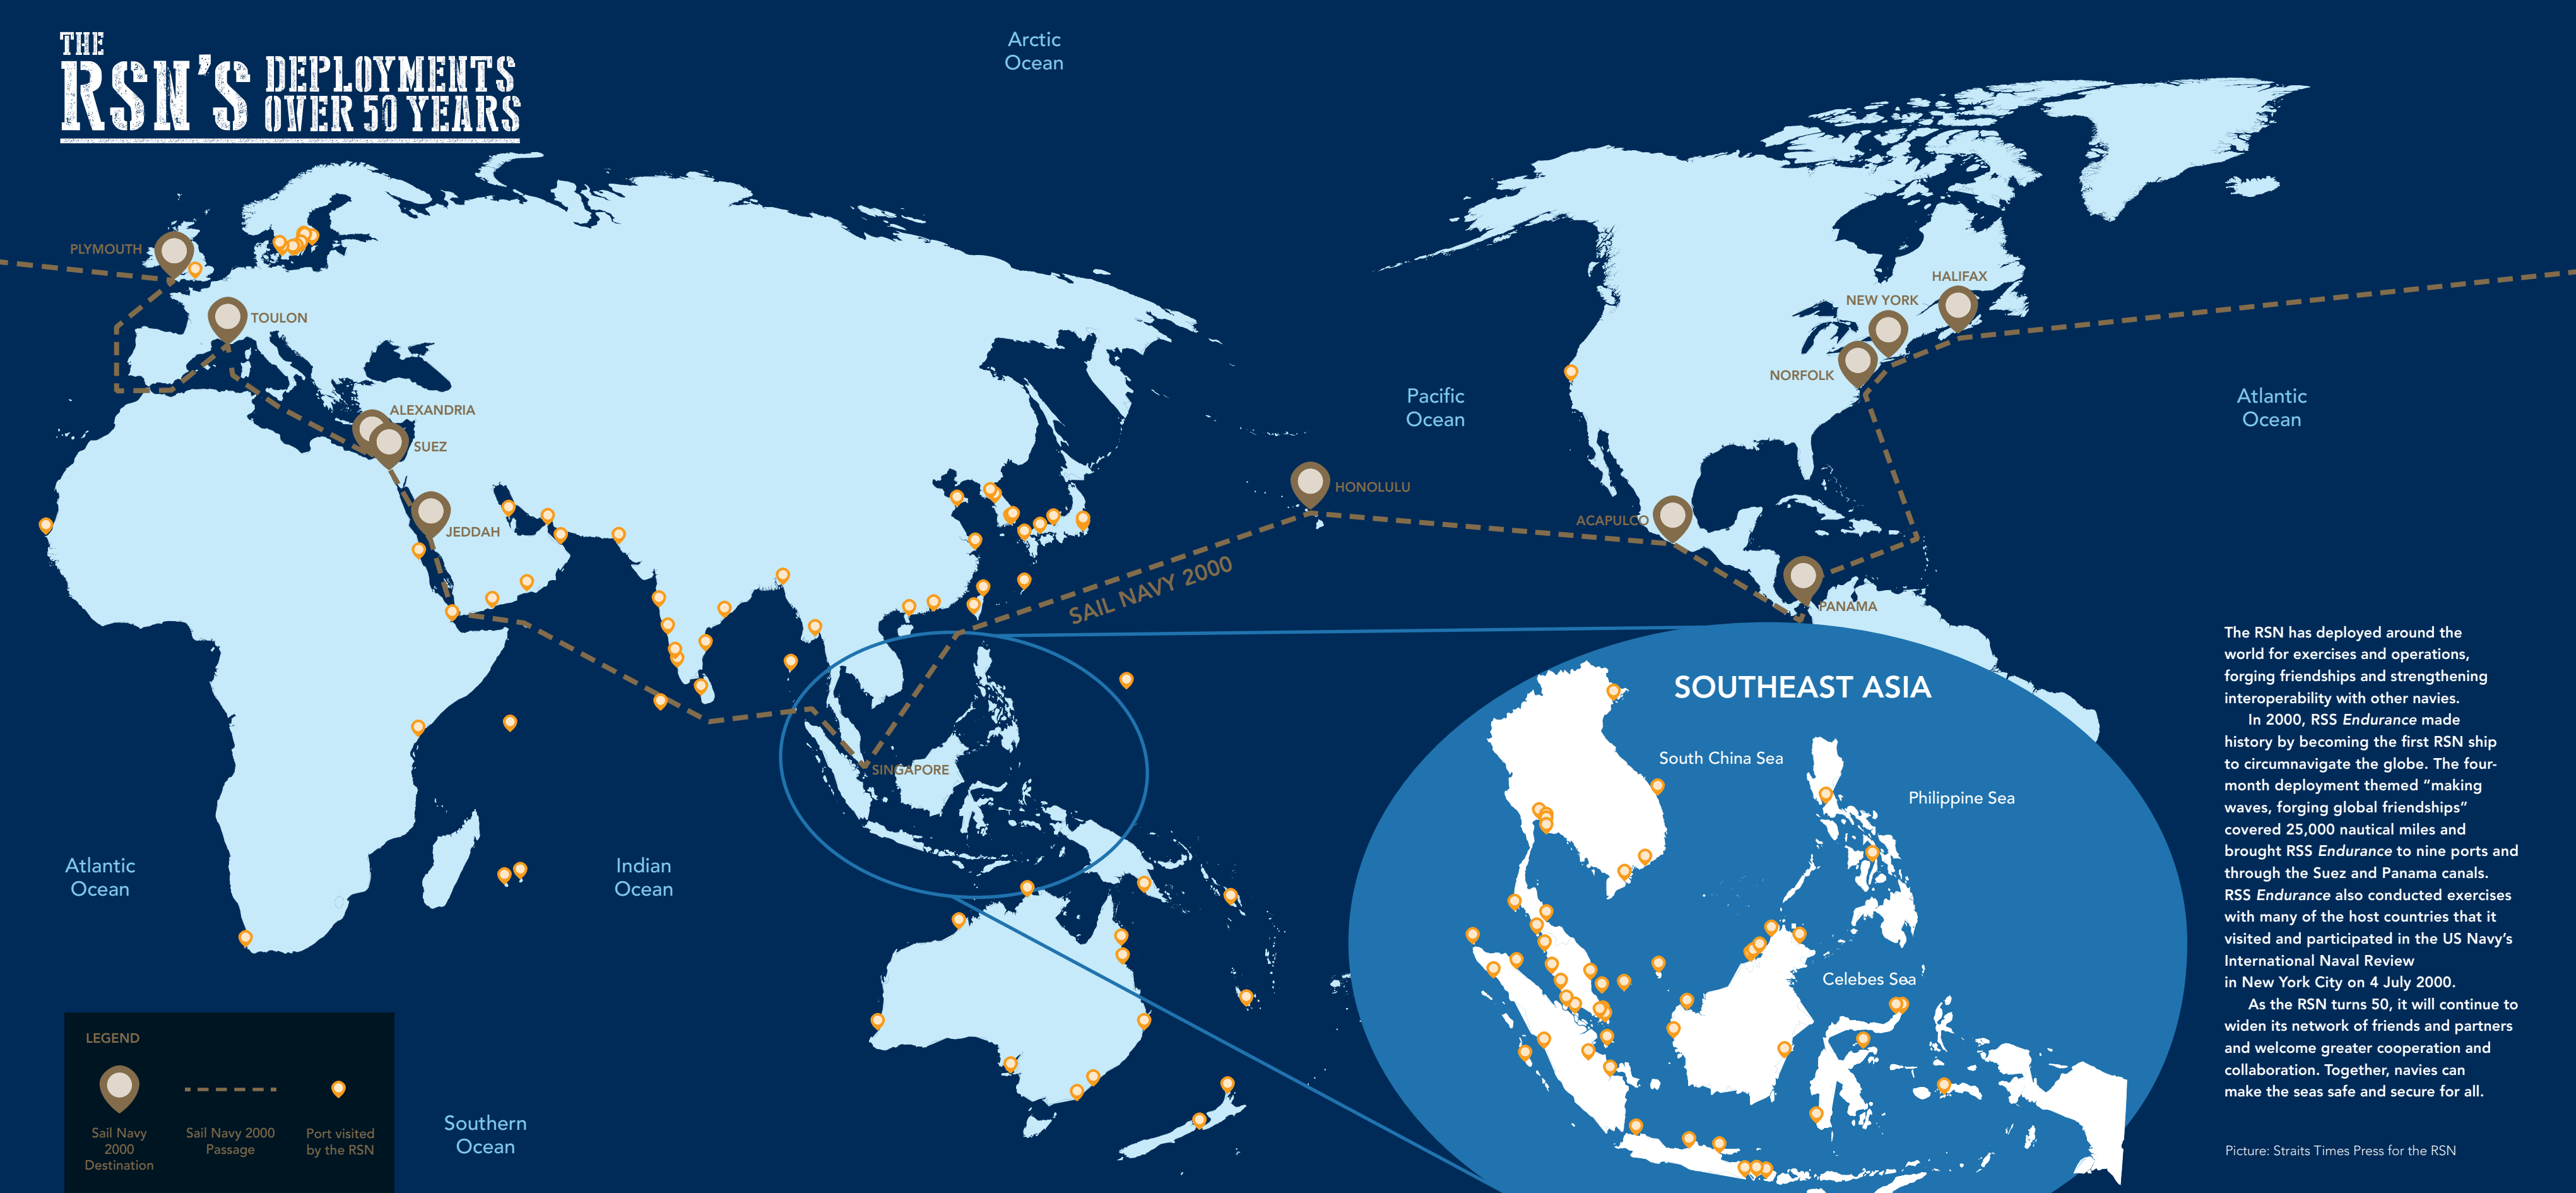 THE
RSN'S DEPLOYMENTS
OVER 50 YEARS
Arctic
Ocean
PLYMOUTH
TOULON
ALEXANDRIA
SUEZ
JEDDAH
HONOLULU
ACAPULCO
PANAMA
NORFOLK
NEW YORK
HALIFAX
SINGAPORE
SAIL NAVY 2000
Pacific
Ocean
Atlantic
Ocean
Atlantic
Ocean
Indian
Ocean
Southern
Ocean
SOUTHEAST ASIA
South China Sea
Philippine Sea
Celebes Sea
LEGEND
Sail Navy
2000
Destination
Sail Navy 2000
Passage
Port visited
by the RSN
The RSN has deployed around the
world for exercises and operations,
forging friendships and strengthening
interoperability with other navies.
In 2000, RSS Endurance made
history by becoming the first RSN ship
to circumnavigate the globe. The four-
month deployment themed “making
waves, forging global friendships”
covered 25,000 nautical miles and
brought RSS Endurance to nine ports and
through the Suez and Panama canals.
RSS Endurance also conducted exercises
with many of the host countries that it
visited and participated in the US Navy’s
International Naval Review
in New York City on 4 July 2000.
As the RSN turns 50, it will continue to
widen its network of friends and partners
and welcome greater cooperation and
collaboration. Together, navies can
make the seas safe and secure for all.
Picture: Straits Times Press for the RSN